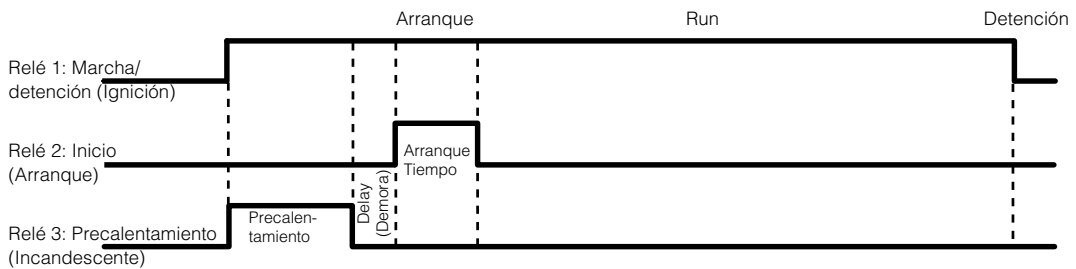 Arranque
Run
Detención
Relé 1: Marcha/
detención (Ignición)
Relé 2: Inicio
(Arranque)
Arranque
Tiempo
Delay
(Demora)
Relé 3: Precalentamiento
(Incandescente)
Precalen-
tamiento